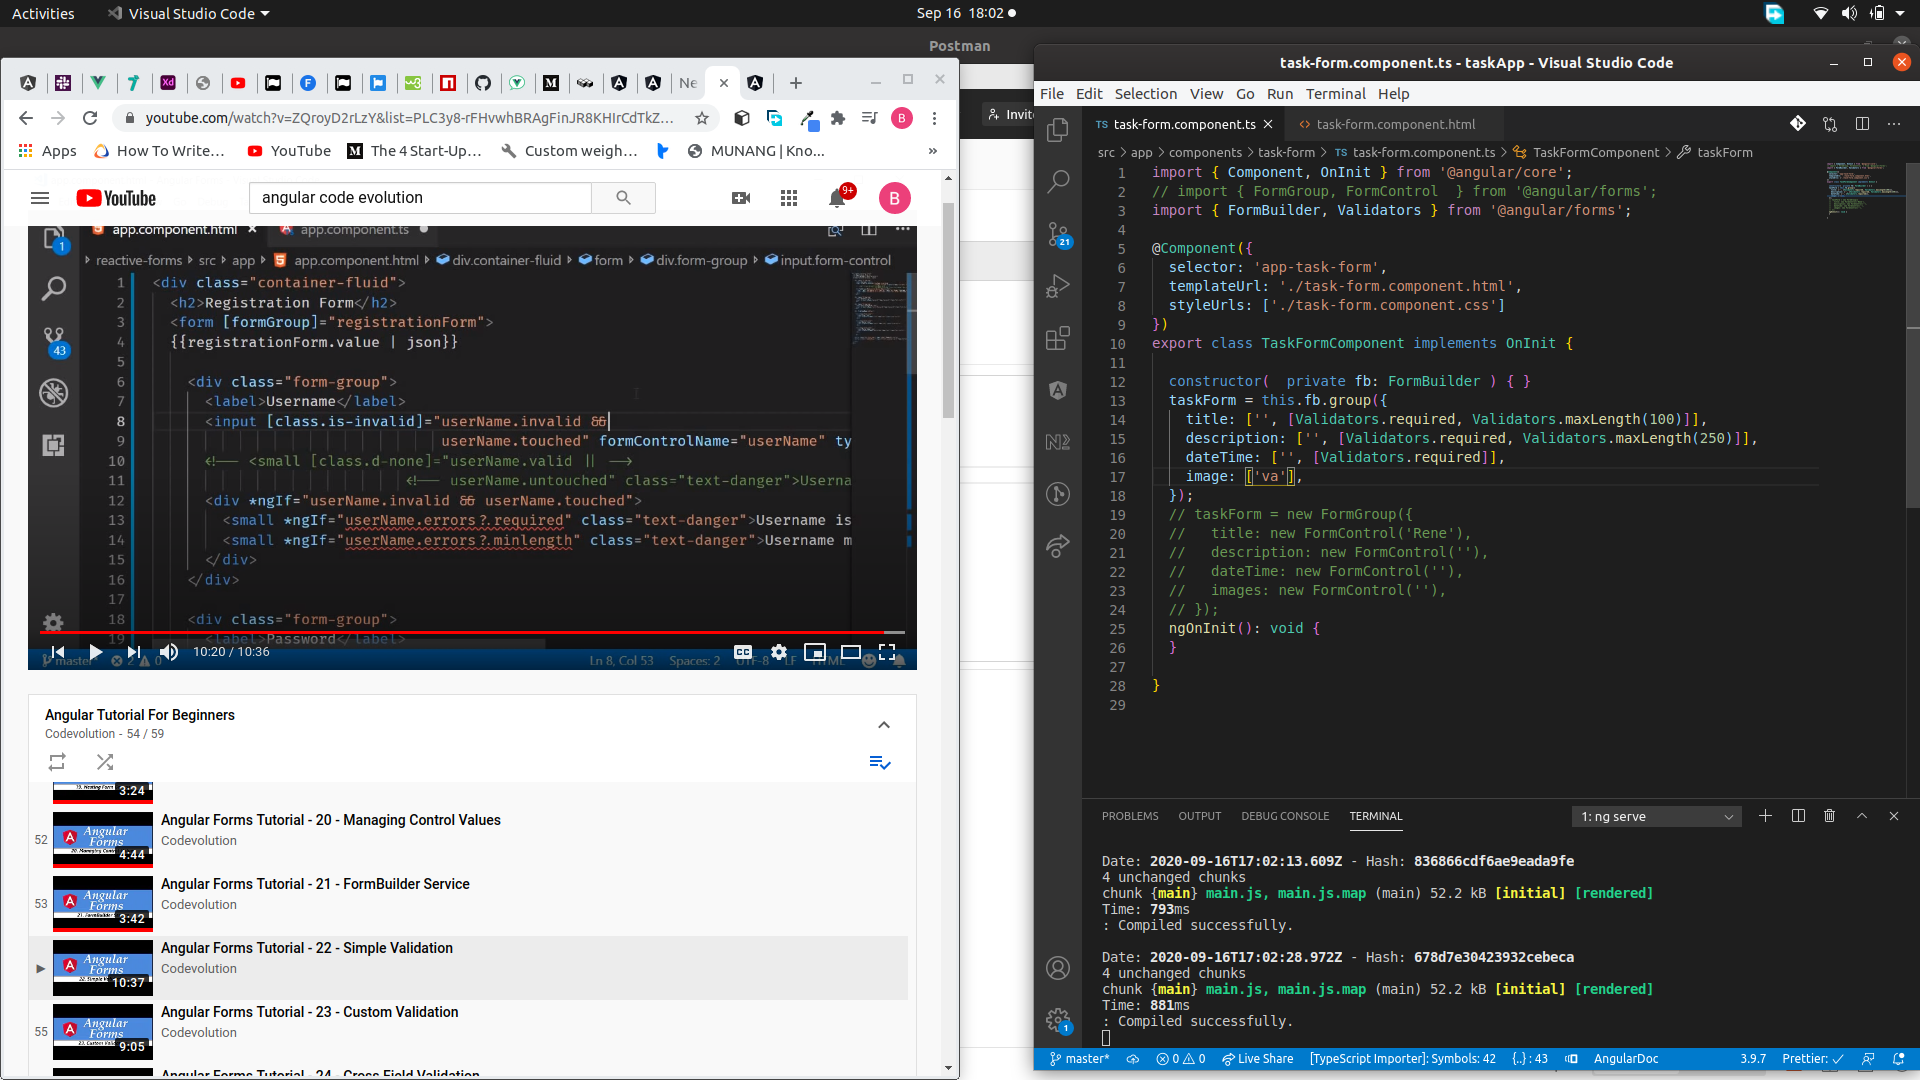 Activities
Visual Studio Code
Sep 16 18:02
Postman
Ne
youtube.com/watch?v=ZQroyD2rLzY&list=PLC3y8-rFHvwhBRAgFinJR8KHIrCdTkZ...
B
Apps
How To Write...
YouTube
The 4 Start-Up...
Custom weigh...
MUNANG | Kno...
»
YouTube
angular code evolution
9+
B
app.component.html
app.component.ts
1
reactive-forms
src
app
app.component.html
div.container-fluid
form
div.form-group
input.form-control
43
1 <div class="container-fluid">
2 <h2>Registration Form</h2>
3 <form [formGroup]="registrationForm">
4 {{registrationForm.value | json}}
5
6 <div class="form-group">
7 <label>Username</label>
8 <input [class.is-invalid]="userName.invalid &&
9 userName.touched" formControlName="userName" ty
10 <!-- <small [class.d-none]="userName.valid || -->
11 <!-- userName.untouched" class="text-danger">Userna
12 <div *ngIf="userName.invalid && userName.touched">
13 <small *ngIf="userName.errors?.required" class="text-danger">Username is
14 <small *ngIf="userName.errors?.minlength" class="text-danger">Username m
15 </div>
16 </div>
17
18 <div class="form-group">
19 <label>Password</label>
master
2
0
Ln 8, Col 53
Spaces: 2
UTF-8
LF
HTML
10:20 / 10:36
CC
Angular Tutorial For Beginners
Codevolution - 54 / 59
3:24
52
Angular Forms
4:44
Angular Forms Tutorial - 20 - Managing Control Values
Codevolution
53
3:42
Angular Forms Tutorial - 21 - FormBuilder Service
Codevolution
Angular Forms
10:37
Angular Forms Tutorial - 22 - Simple Validation
Codevolution
55
Angular Forms
9:05
Angular Forms Tutorial - 23 - Custom Validation
Codevolution
Angular Forms Tutorial - 24 - Cross Field Validation
Invit
task-form.component.ts - taskApp - Visual Studio Code
File Edit Selection View Go Run Terminal Help
TS task-form.component.ts
task-form.component.html
src > app > components > task-form > TS task-form.component.ts > TaskFormComponent > taskForm
21
1 import { Component, OnInit } from '@angular/core';
2 // import { FormGroup, FormControl  } from '@angular/forms';
3 import { FormBuilder, Validators } from '@angular/forms';
4
5 @Component({
6 selector: 'app-task-form',
7 templateUrl: './task-form.component.html',
8 styleUrls: ['./task-form.component.css']
9 })
10 export class TaskFormComponent implements OnInit {
11
12 constructor(  private fb: FormBuilder ) { }
13 taskForm = this.fb.group({
14 title: ['', [Validators.required, Validators.maxLength(100)]],
15 description: ['', [Validators.required, Validators.maxLength(250)]],
16 dateTime: ['', [Validators.required]],
17 image: ['va'],
18 });
19 // taskForm = new FormGroup({
20 //   title: new FormControl('Rene'),
21 //   description: new FormControl(''),
22 //   dateTime: new FormControl(''),
23 //   images: new FormControl(''),
24 // });
25 ngOnInit(): void {
26 }
27
28 }
29
PROBLEMS OUTPUT DEBUG CONSOLE TERMINAL
1: ng serve
Date: 2020-09-16T17:02:13.609Z - Hash: 836866cdf6ae9eada9fe
4 unchanged chunks
chunk {main} main.js, main.js.map (main) 52.2 kB [initial] [rendered]
Time: 793ms
: Compiled successfully.
Date: 2020-09-16T17:02:28.972Z - Hash: 678d7e30423932cebeca
4 unchanged chunks
chunk {main} main.js, main.js.map (main) 52.2 kB [initial] [rendered]
Time: 881ms
: Compiled successfully.
1
master*
0
0
Live Share
[TypeScript Importer]: Symbols: 42
{..} : 43
AngularDoc
3.9.7
Prettier: ✓